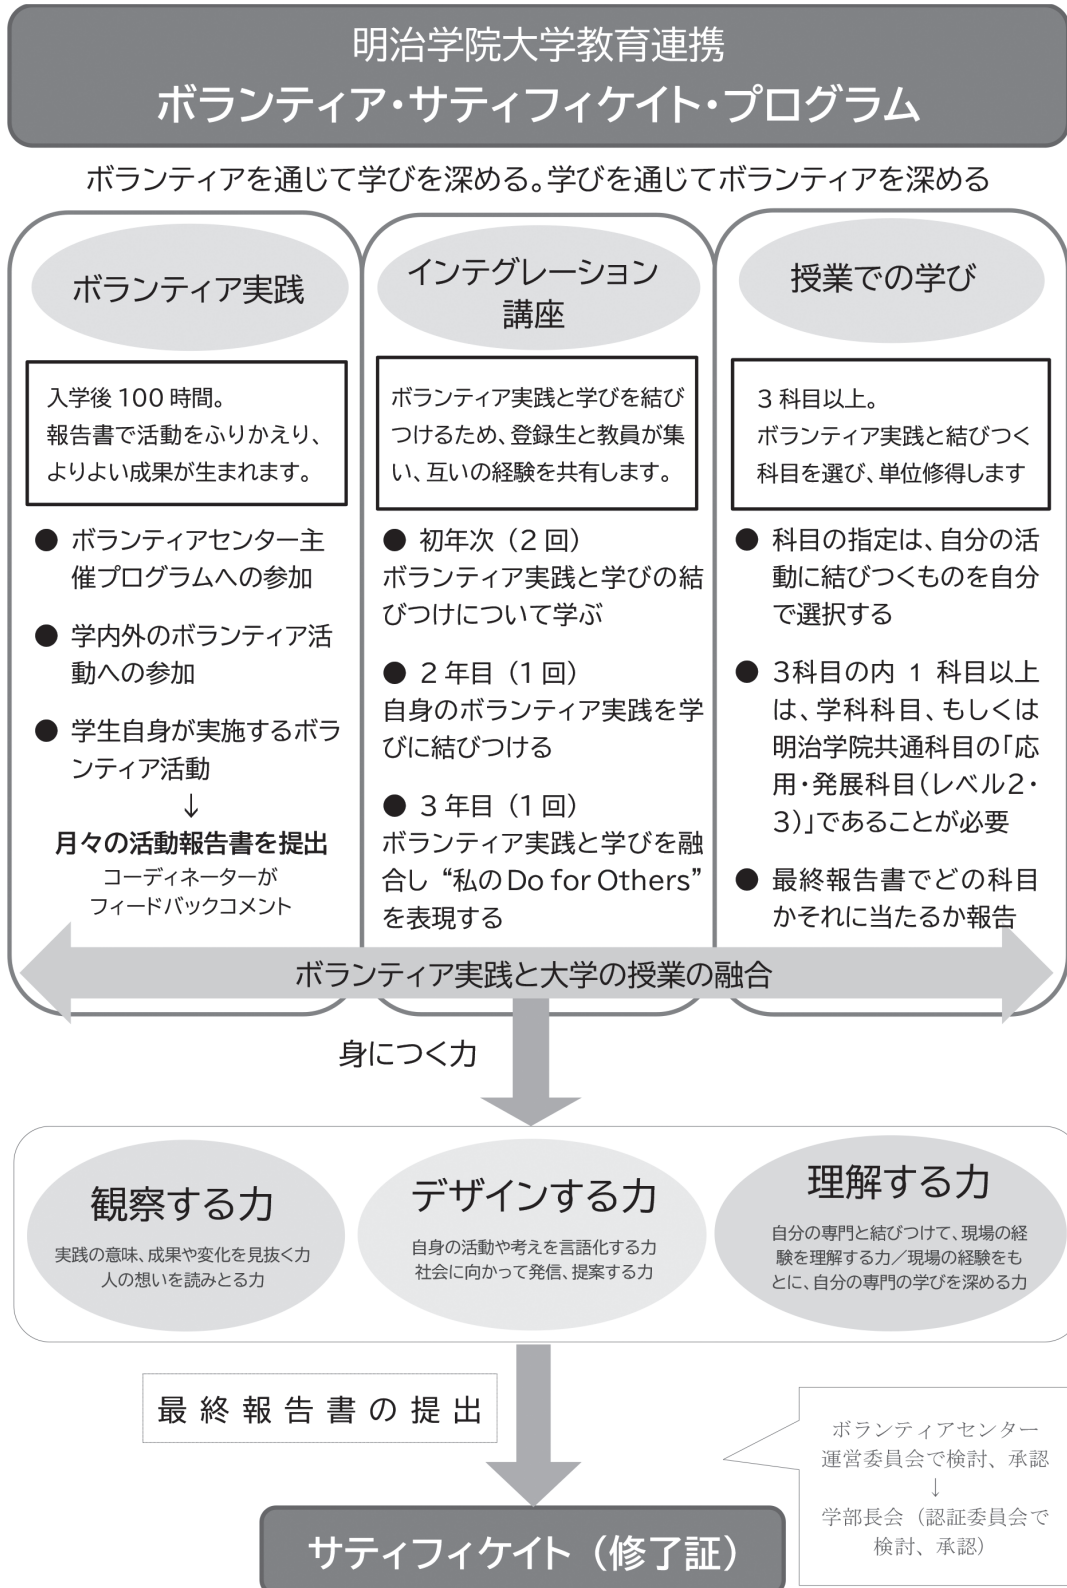 明治学院大学教育連携
ボランティア・サティフィケイト・プログラム
ボランティアを通じて学びを深める。学びを通じてボランティアを深める
ボランティア実践
入学後 100 時間。
報告書で活動をふりかえり、
よりよい成果が生まれます。
● ボランティアセンター主
催プログラムへの参加
● 学内外のボランティア活
動への参加
● 学生自身が実施するボラ
ンティア活動
↓
月々の活動報告書を提出
コーディネーターが
フィードバックコメント
インテグレーション
講座
ボランティア実践と学びを結び
つけるため、登録生と教員が集
い、互いの経験を共有します。
● 初年次（2 回）
ボランティア実践と学びの結
びつけについて学ぶ
● 2 年目（1 回）
自身のボランティア実践を学
びに結びつける
● 3 年目（1 回）
ボランティア実践と学びを融
合し “私の Do for Others”
を表現する
授業での学び
3 科目以上。
ボランティア実践と結びつく
科目を選び、単位修得します
● 科目の指定は、自分の活
動に結びつくものを自分
で選択する
● 3科目の内 1 科目以上
は、学科科目、もしくは
明治学院共通科目の「応
用・発展科目（レベル2・
3）」であることが必要
● 最終報告書でどの科目
かそれに当たるか報告
ボランティア実践と大学の授業の融合
身につく力
観察する力
実践の意味、成果や変化を見抜く力
人の想いを読みとる力
デザインする力
自身の活動や考えを言語化する力
社会に向かって発信、提案する力
理解する力
自分の専門と結びつけて、現場の経
験を理解する力／現場の経験をも
とに、自分の専門の学びを深める力
最終報告書の提出
ボランティアセンター
運営委員会で検討、承認
↓
学部長会（認証委員会で
検討、承認）
サティフィケイト（修了証）